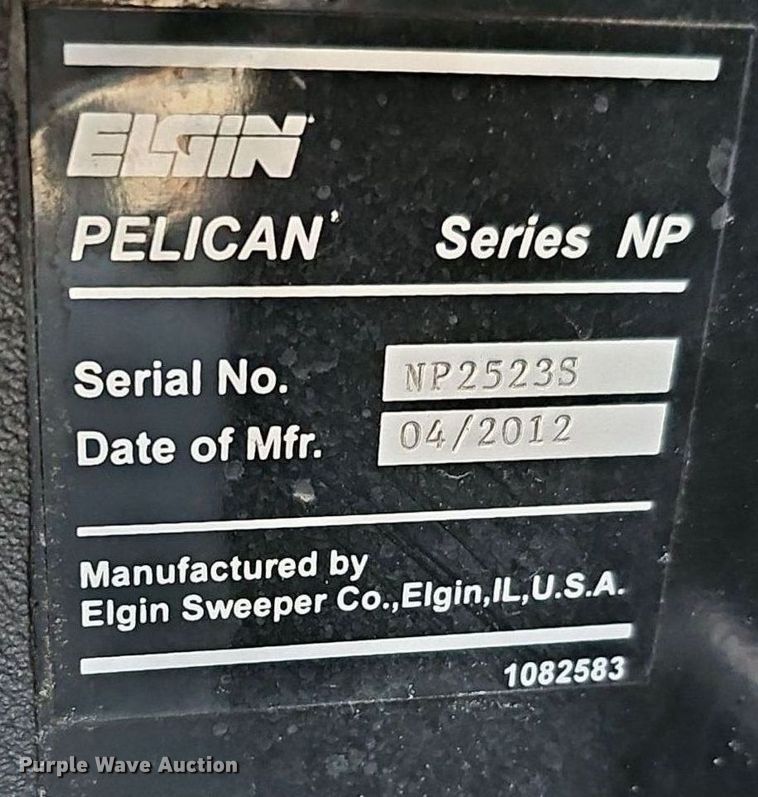 ELGIN
PELICAN' Series NP
Serial No. NP2523S
Date of Mfr. 04/2012
Manufactured by
Elgin Sweeper Co.,Elgin,IL,U.S.A.
1082583
Purple Wave Auction